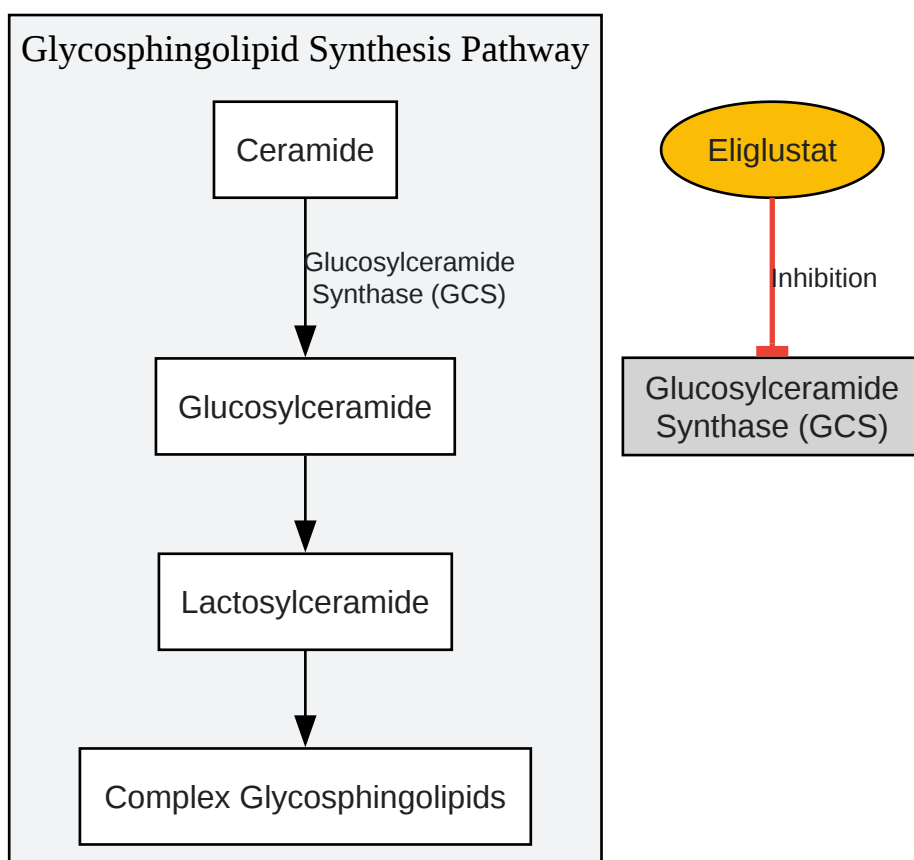 Glycosphingolipid Synthesis Pathway
Ceramide
Glucosylceramide
Synthase (GCS)
Glucosylceramide
Lactosylceramide
Complex Glycosphingolipids
Eliglustat
Inhibition
Glucosylceramide
Synthase (GCS)